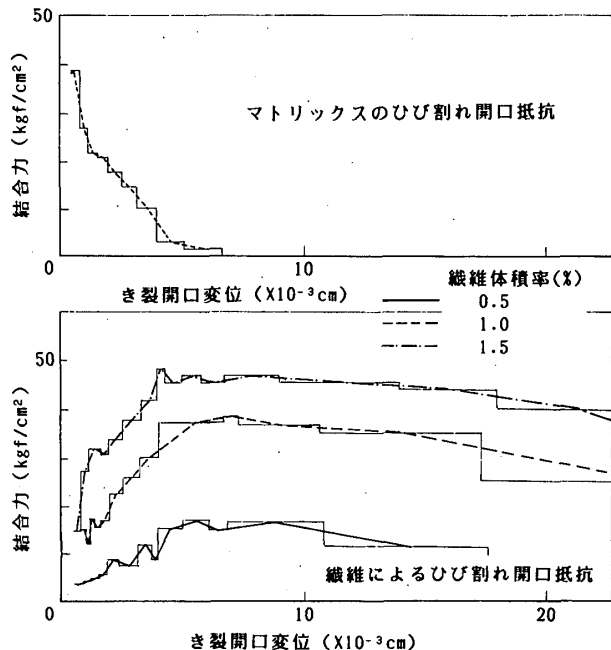 50
結合力 (kgf/cm²)
マトリックスのひび割れ開口抵抗
0
10
き裂開口変位 (X10⁻³cm)
繊維体積率(%)
0.5
1.0
1.5
50
結合力 (kgf/cm²)
繊維によるひび割れ開口抵抗
0
10
20
き裂開口変位 (X10⁻³cm)